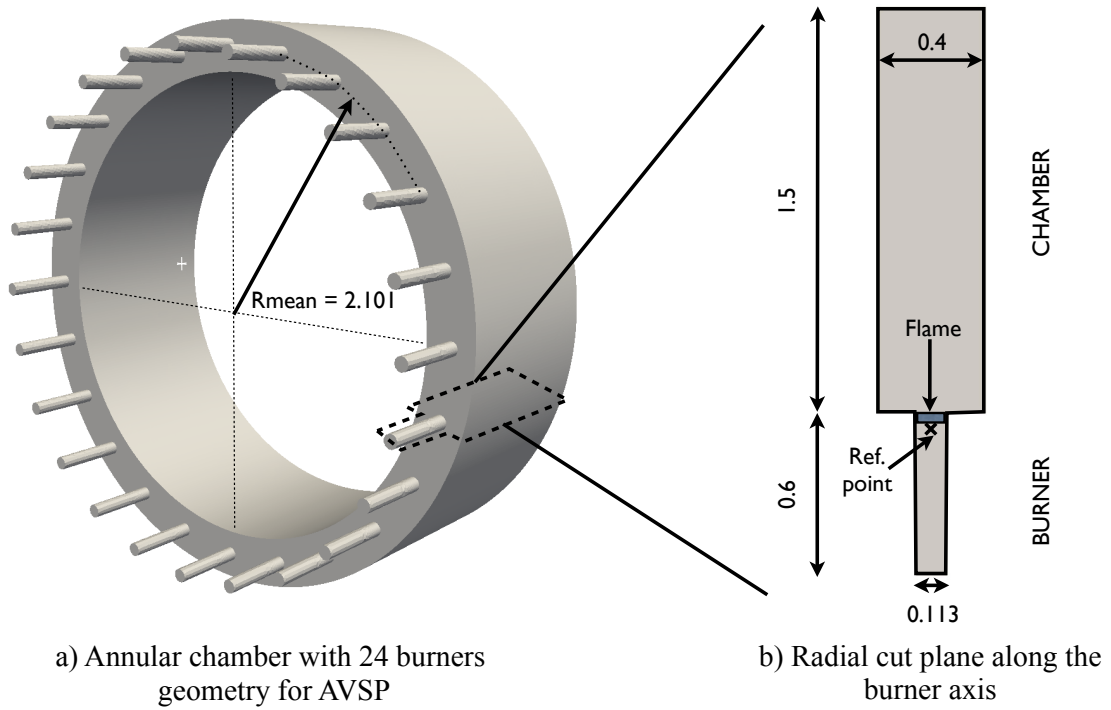 Rmean = 2.101
0.4
1.5
CHAMBER
Flame
Ref.
point
0.6
BURNER
0.113
a) Annular chamber with 24 burners
geometry for AVSP
b) Radial cut plane along the
burner axis